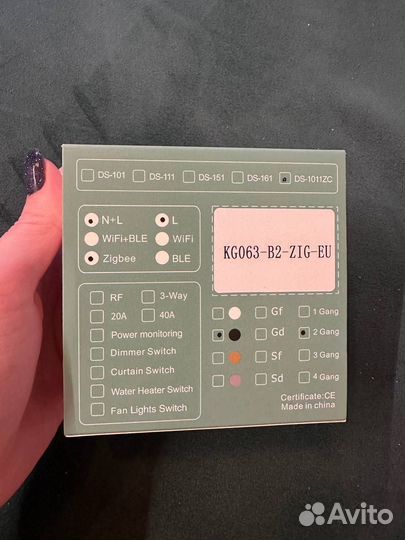 DS-101 DS-111 DS-151 DS-161 DS-1011ZC
N+L L
WiFi+BLE WiFi
Zigbee BLE
KG063-B2-ZIG-EU
RF 3-Way
20A 40A
Power monitoring
Dimmer Switch
Curtain Switch
Water Heater Switch
Fan Lights Switch
Gf 1 Gang
Gd 2 Gang
Sf 3 Gang
Sd 4 Gang
Certificate:CE
Made in china
Avito